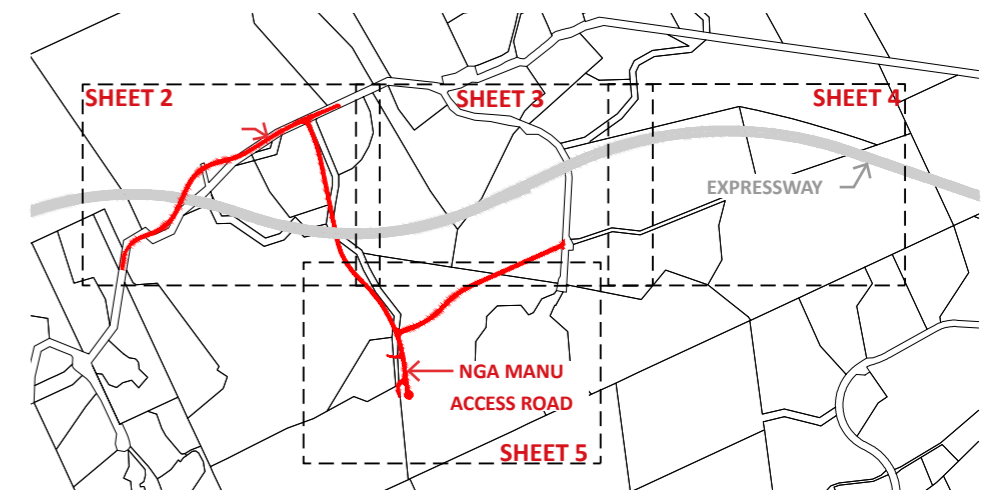 SHEET 2
SHEET 3
SHEET 4
EXPRESSWAY
NGA MANU
ACCESS ROAD
SHEET 5